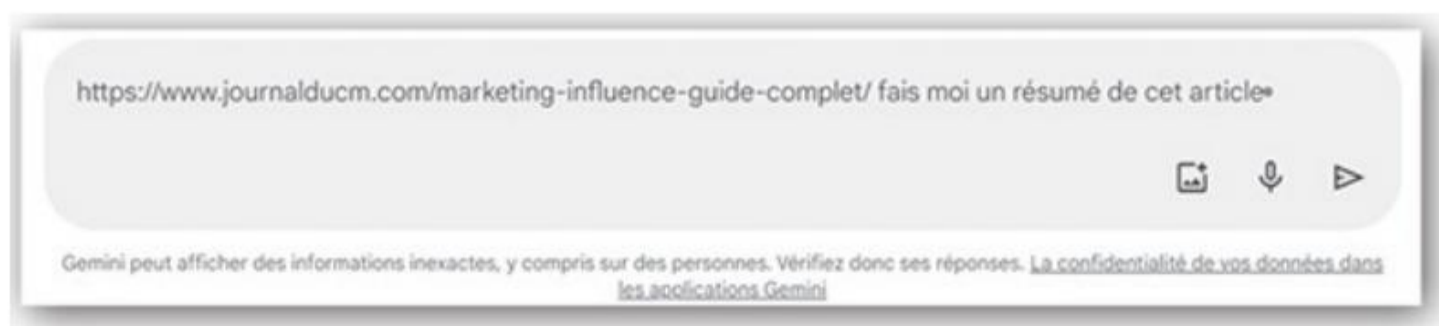 https://www.journalducm.com/marketing-influence-guide-complet/ fais moi un résumé de cet article
Gemini peut afficher des informations inexactes, y compris sur des personnes. Vérifiez donc ses réponses. La confidentialité de vos données dans
les applications Gemini